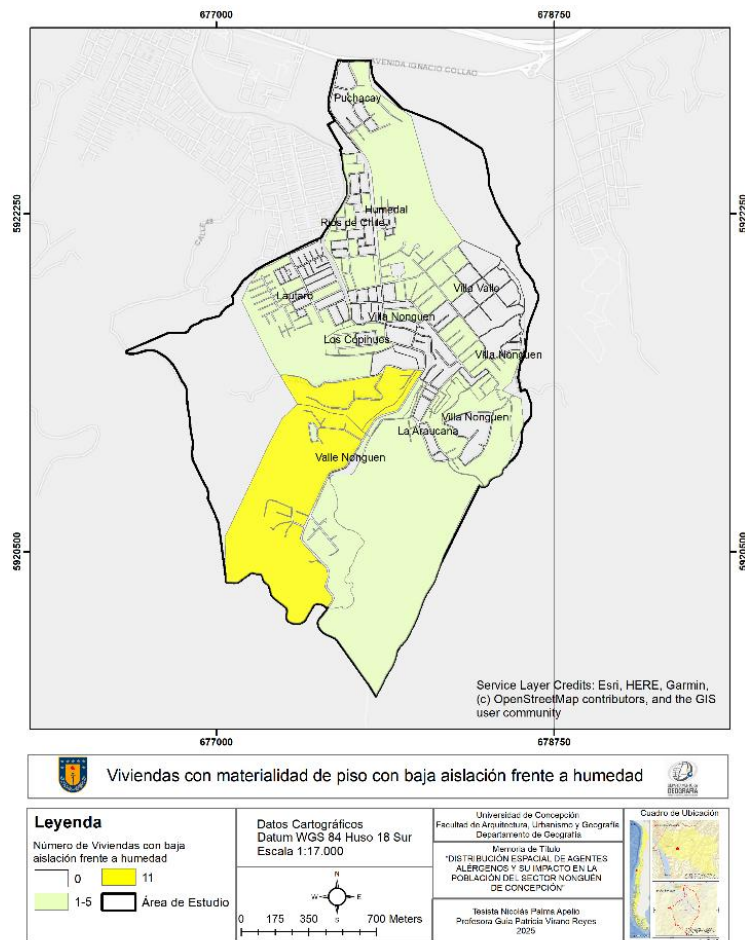 677000
678750
AVENIDA IGNACIO COLLAO
Puchacay
5922250
5922250
Humedal
Rios de Chile
CALLE
Villa Valle
Lautaro
Villa Nonguen
Los Copihues
Villa Nonguen
Villa Nonguen
La Araucana
Valle Nonguen
5920500
5920500
Service Layer Credits: Esri, HERE, Garmin,
(c) OpenStreetMap contributors, and the GIS
user community
677000
678750
Viviendas con materialidad de piso con baja aislación frente a humedad
GEOGRAFÍA
Leyenda
Número de Viviendas con baja
aislación frente a humedad
0
11
1-5
Área de Estudio
Datos Cartográficos
Datum WGS 84 Huso 18 Sur
Escala 1:17.000
N
W
E
S
0 175 350 700 Meters
Universidad de Concepción
Facultad de Arquitectura, Urbanismo y Geografía
Departamento de Geografía
Memoria de Título
"DISTRIBUCIÓN ESPACIAL DE AGENTES
ALÉRGENOS Y SU IMPACTO EN LA
POBLACIÓN DEL SECTOR NONGUÉN
DE CONCEPCIÓN"
Tesista Nicolás Palma Apelio
Profesora Guía Patricia Virano Reyes
2025
Cuadro de Ubicación